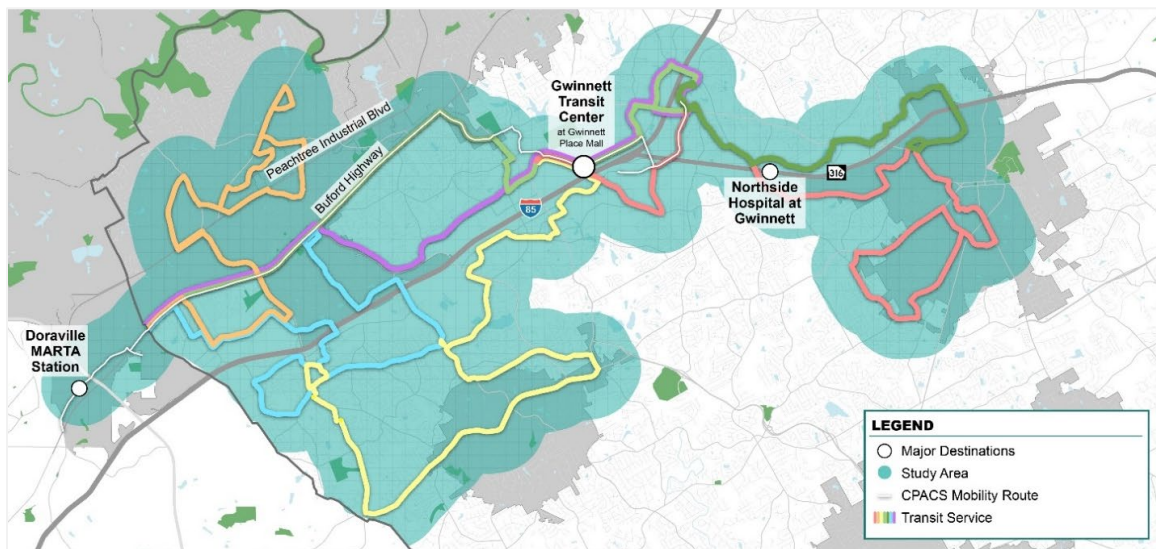 Peachtree Industrial Blvd
Buford Highway
Gwinnett
Transit
Center
at Gwinnett
Place Mall
85
316
Northside
Hospital at
Gwinnett
Doraville
MARTA
Station
LEGEND
Major Destinations
Study Area
CPACS Mobility Route
Transit Service